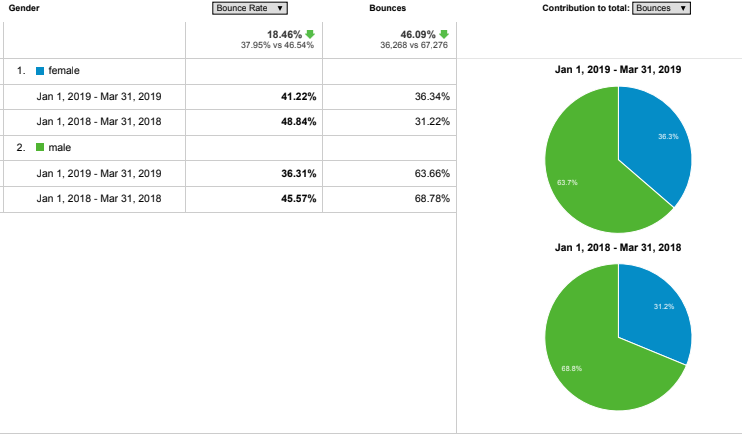 Gender Bounce Rate ▼ Bounces Contribution to total: Bounces ▼
18.46% 46.09%
37.95% vs 46.54% 36,268 vs 67,276
1. female
Jan 1, 2019 - Mar 31, 2019 41.22% 36.34%
Jan 1, 2018 - Mar 31, 2018 48.84% 31.22%
2. male
Jan 1, 2019 - Mar 31, 2019 36.31% 63.66%
Jan 1, 2018 - Mar 31, 2018 45.57% 68.78%
Jan 1, 2019 - Mar 31, 2019
36.3%
63.7%
Jan 1, 2018 - Mar 31, 2018
31.2%
68.8%